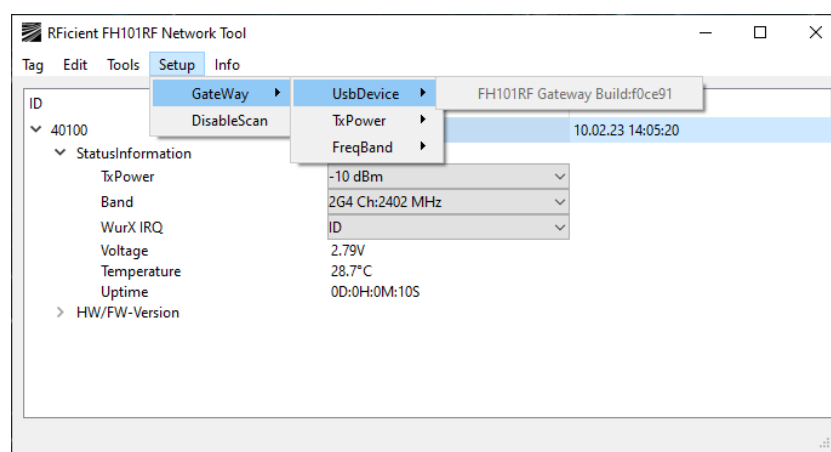 RFicient FH101RF Network Tool
Tag Edit Tools Setup Info
ID GateWay UsbDevice FH101RF Gateway Build:f0ce91
DisableScan TxPower
40100 10.02.23 14:05:20
FreqBand
StatusInformation
TxPower -10 dBm
Band 2G4 Ch:2402 MHz
WurX IRQ ID
Voltage 2.79V
Temperature 28.7°C
Uptime 0D:0H:0M:10S
HW/FW-Version